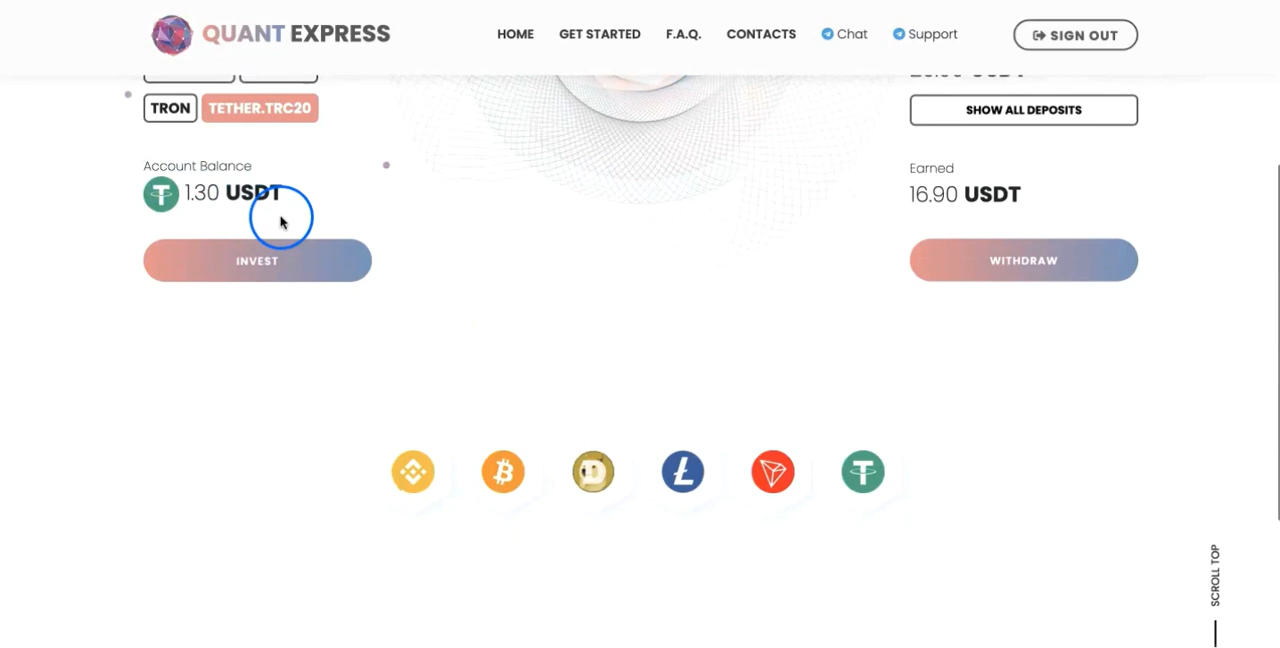 QUANT EXPRESS
HOME GET STARTED F.A.Q. CONTACTS Chat Support SIGN OUT
TRON TETHER.TRC20
SHOW ALL DEPOSITS
Account Balance
1.30 USDT
Earned
16.90 USDT
INVEST
WITHDRAW
SCROLL TOP